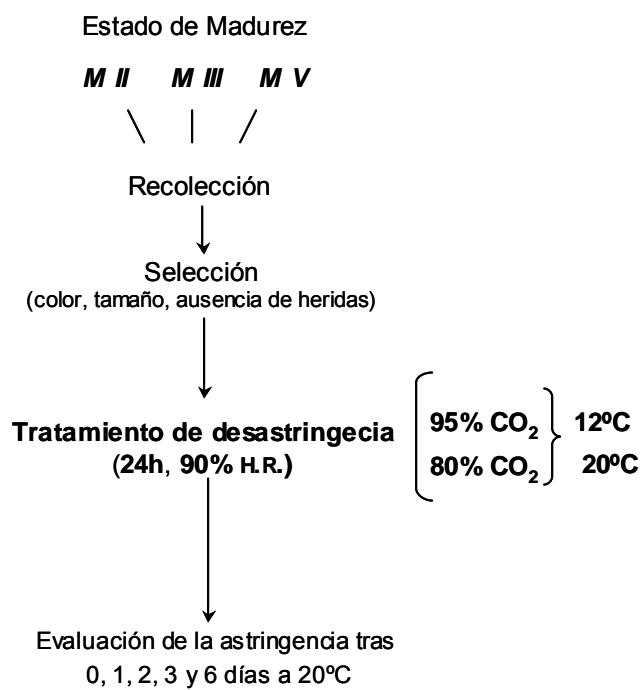 Estado de Madurez
M II M III M V
Recolección
Selección
(color, tamaño, ausencia de heridas)
Tratamiento de desastringecia
(24h, 90% H.R.)
95% CO₂ 12ºC
80% CO₂ 20ºC
Evaluación de la astringencia tras
0, 1, 2, 3 y 6 días a 20ºC